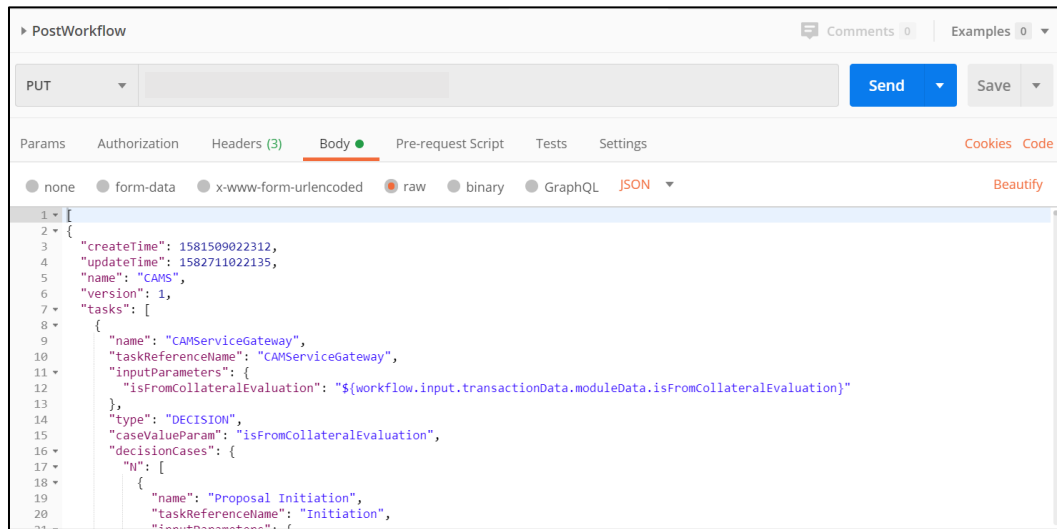 PostWorkflow Comments 0 Examples 0
PUT Send Save
Params Authorization Headers (3) Body Pre-request Script Tests Settings Cookies Code
none form-data x-www-form-urlencoded raw binary GraphQL JSON Beautify
1 [
2 {
3 "createTime": 1581509022312,
4 "updateTime": 1582711022135,
5 "name": "CAMS",
6 "version": 1,
7 "tasks": [
8 {
9 "name": "CAMServiceGateway",
10 "taskReferenceName": "CAMServiceGateway",
11 "inputParameters": {
12 "isFromCollateralEvaluation": "${workflow.input.transactionData.moduleData.isFromCollateralEvaluation}"
13 },
14 "type": "DECISION",
15 "caseValueParam": "isFromCollateralEvaluation",
16 "decisionCases": {
17 "N": [
18 {
19 "name": "Proposal Initiation",
20 "taskReferenceName": "Initiation",
21 "inputParameters": {